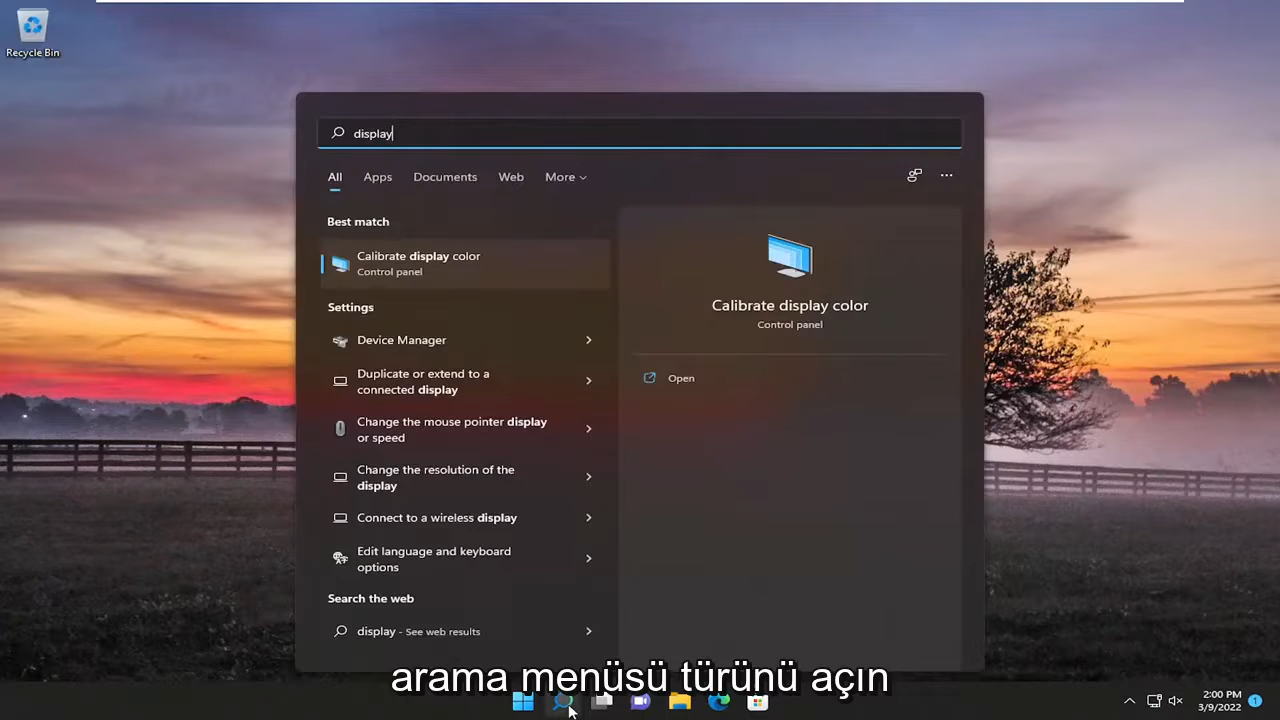 Recycle Bin
display
All Apps Documents Web More
Best match
Calibrate display color
Control panel
Settings
Device Manager
Duplicate or extend to a
connected display
Change the mouse pointer display
or speed
Change the resolution of the
display
Connect to a wireless display
Edit language and keyboard
options
Search the web
display - See web results
Calibrate display color
Control panel
Open
arama menüsü türünü açın
2:00 PM
3/9/2022
1